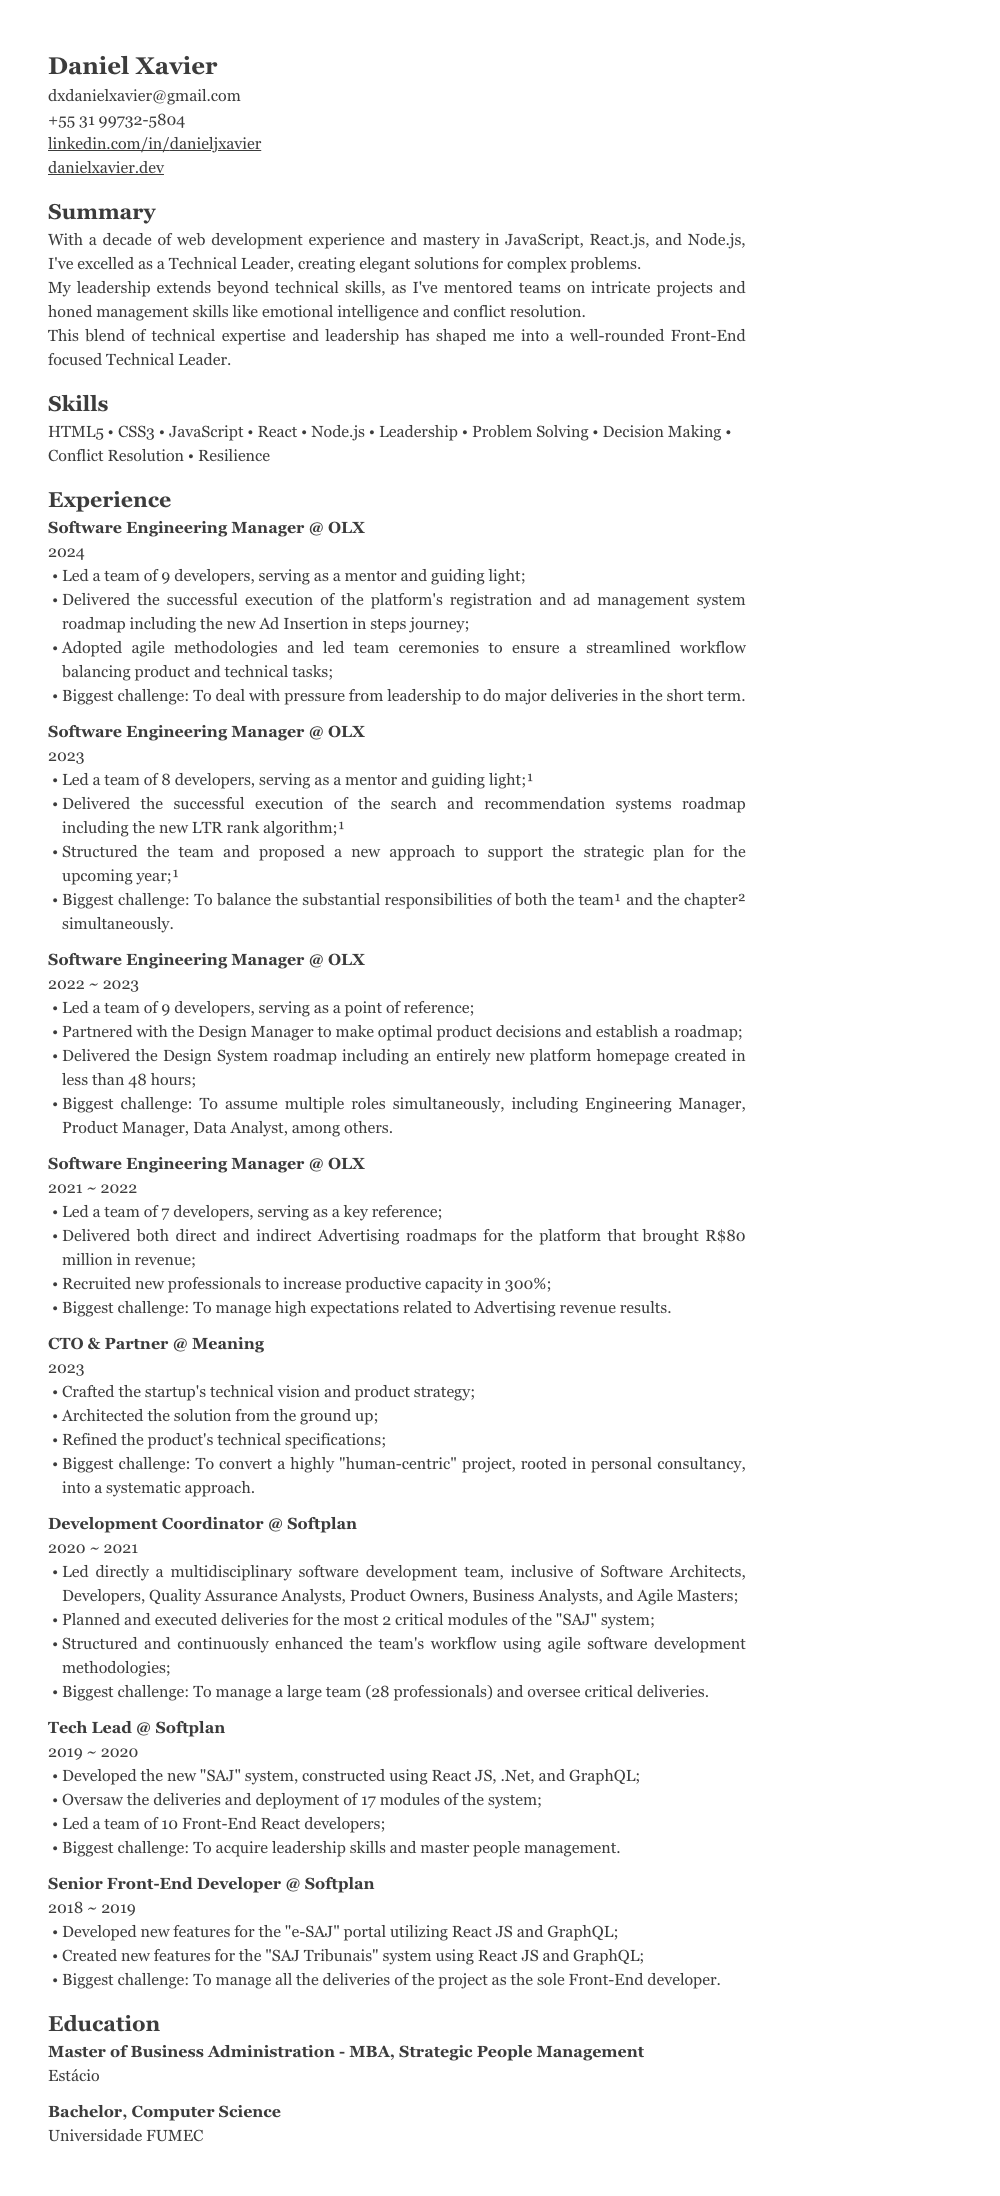 Daniel Xavier
dxdanielxavier@gmail.com
+55 31 99732-5804
linkedin.com/in/danieljxavier
danielxavier.dev
Summary
With a decade of web development experience and mastery in JavaScript, React.js, and Node.js,
I've excelled as a Technical Leader, creating elegant solutions for complex problems.
My leadership extends beyond technical skills, as I've mentored teams on intricate projects and
honed management skills like emotional intelligence and conflict resolution.
This blend of technical expertise and leadership has shaped me into a well-rounded Front-End
focused Technical Leader.
Skills
HTML5 • CSS3 • JavaScript • React • Node.js • Leadership • Problem Solving • Decision Making •
Conflict Resolution • Resilience
Experience
Software Engineering Manager @ OLX
2024
• Led a team of 9 developers, serving as a mentor and guiding light;
• Delivered the successful execution of the platform's registration and ad management system
roadmap including the new Ad Insertion in steps journey;
• Adopted agile methodologies and led team ceremonies to ensure a streamlined workflow
balancing product and technical tasks;
• Biggest challenge: To deal with pressure from leadership to do major deliveries in the short term.
Software Engineering Manager @ OLX
2023
• Led a team of 8 developers, serving as a mentor and guiding light;¹
• Delivered the successful execution of the search and recommendation systems roadmap
including the new LTR rank algorithm;¹
• Structured the team and proposed a new approach to support the strategic plan for the
upcoming year;¹
• Biggest challenge: To balance the substantial responsibilities of both the team¹ and the chapter²
simultaneously.
Software Engineering Manager @ OLX
2022 ~ 2023
• Led a team of 9 developers, serving as a point of reference;
• Partnered with the Design Manager to make optimal product decisions and establish a roadmap;
• Delivered the Design System roadmap including an entirely new platform homepage created in
less than 48 hours;
• Biggest challenge: To assume multiple roles simultaneously, including Engineering Manager,
Product Manager, Data Analyst, among others.
Software Engineering Manager @ OLX
2021 ~ 2022
• Led a team of 7 developers, serving as a key reference;
• Delivered both direct and indirect Advertising roadmaps for the platform that brought R$80
million in revenue;
• Recruited new professionals to increase productive capacity in 300%;
• Biggest challenge: To manage high expectations related to Advertising revenue results.
CTO & Partner @ Meaning
2023
• Crafted the startup's technical vision and product strategy;
• Architected the solution from the ground up;
• Refined the product's technical specifications;
• Biggest challenge: To convert a highly "human-centric" project, rooted in personal consultancy,
into a systematic approach.
Development Coordinator @ Softplan
2020 ~ 2021
• Led directly a multidisciplinary software development team, inclusive of Software Architects,
Developers, Quality Assurance Analysts, Product Owners, Business Analysts, and Agile Masters;
• Planned and executed deliveries for the most 2 critical modules of the "SAJ" system;
• Structured and continuously enhanced the team's workflow using agile software development
methodologies;
• Biggest challenge: To manage a large team (28 professionals) and oversee critical deliveries.
Tech Lead @ Softplan
2019 ~ 2020
• Developed the new "SAJ" system, constructed using React JS, .Net, and GraphQL;
• Oversaw the deliveries and deployment of 17 modules of the system;
• Led a team of 10 Front-End React developers;
• Biggest challenge: To acquire leadership skills and master people management.
Senior Front-End Developer @ Softplan
2018 ~ 2019
• Developed new features for the "e-SAJ" portal utilizing React JS and GraphQL;
• Created new features for the "SAJ Tribunais" system using React JS and GraphQL;
• Biggest challenge: To manage all the deliveries of the project as the sole Front-End developer.
Education
Master of Business Administration - MBA, Strategic People Management
Estácio
Bachelor, Computer Science
Universidade FUMEC